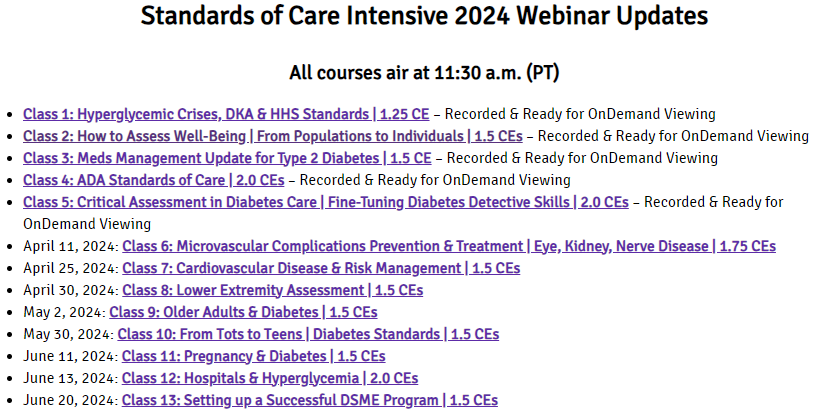 Standards of Care Intensive 2024 Webinar Updates
All courses air at 11:30 a.m. (PT)
• Class 1: Hyperglycemic Crises, DKA & HHS Standards | 1.25 CE – Recorded & Ready for OnDemand Viewing
• Class 2: How to Assess Well-Being | From Populations to Individuals | 1.5 CEs – Recorded & Ready for OnDemand Viewing
• Class 3: Meds Management Update for Type 2 Diabetes | 1.5 CE – Recorded & Ready for OnDemand Viewing
• Class 4: ADA Standards of Care | 2.0 CEs – Recorded & Ready for OnDemand Viewing
• Class 5: Critical Assessment in Diabetes Care | Fine-Tuning Diabetes Detective Skills | 2.0 CEs – Recorded & Ready for
OnDemand Viewing
• April 11, 2024: Class 6: Microvascular Complications Prevention & Treatment | Eye, Kidney, Nerve Disease | 1.75 CEs
• April 25, 2024: Class 7: Cardiovascular Disease & Risk Management | 1.5 CEs
• April 30, 2024: Class 8: Lower Extremity Assessment | 1.5 CEs
• May 2, 2024: Class 9: Older Adults & Diabetes | 1.5 CEs
• May 30, 2024: Class 10: From Tots to Teens | Diabetes Standards | 1.5 CEs
• June 11, 2024: Class 11: Pregnancy & Diabetes | 1.5 CEs
• June 13, 2024: Class 12: Hospitals & Hyperglycemia | 2.0 CEs
• June 20, 2024: Class 13: Setting up a Successful DSME Program | 1.5 CEs